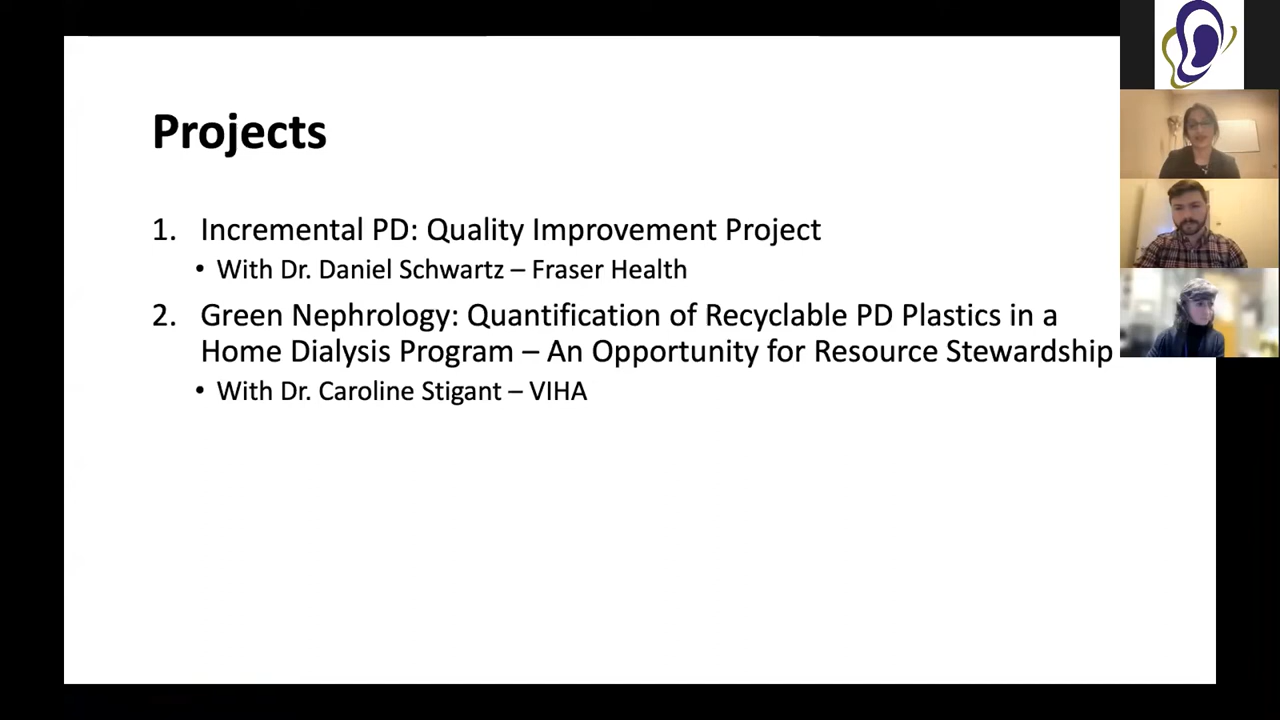 Projects
1. Incremental PD: Quality Improvement Project
• With Dr. Daniel Schwartz – Fraser Health
2. Green Nephrology: Quantification of Recyclable PD Plastics in a
Home Dialysis Program – An Opportunity for Resource Stewardship
• With Dr. Caroline Stigant – VIHA